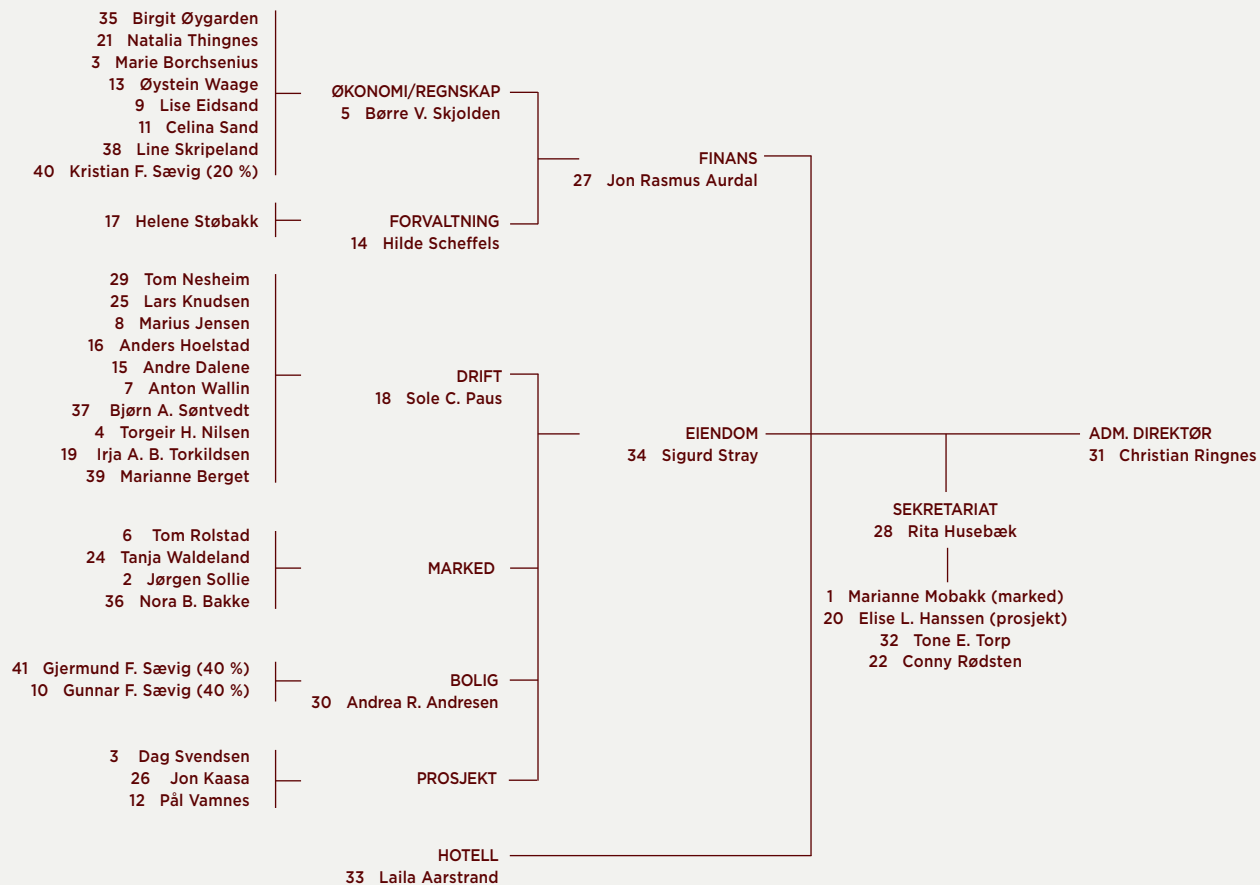 35 Birgit Øygarden
21 Natalia Thingnes
3 Marie Borchsenius
13 Øystein Waage
9 Lise Eidsand
11 Celina Sand
38 Line Skripeland
40 Kristian F. Sævig (20 %)
ØKONOMI/REGNSKAP
5 Børre V. Skjolden
17 Helene Støbakk
FORVALTNING
14 Hilde Scheffels
FINANS
27 Jon Rasmus Aurdal
29 Tom Nesheim
25 Lars Knudsen
8 Marius Jensen
16 Anders Hoelstad
15 Andre Dalene
7 Anton Wallin
37 Bjørn A. Søntvedt
4 Torgeir H. Nilsen
19 Irja A. B. Torkildsen
39 Marianne Berget
DRIFT
18 Sole C. Paus
6 Tom Rolstad
24 Tanja Waldeland
2 Jørgen Sollie
36 Nora B. Bakke
MARKED
41 Gjermund F. Sævig (40 %)
10 Gunnar F. Sævig (40 %)
BOLIG
30 Andrea R. Andresen
3 Dag Svendsen
26 Jon Kaasa
12 Pål Vamnes
PROSJEKT
EIENDOM
34 Sigurd Stray
HOTELL
33 Laila Aarstrand
ADM. DIREKTØR
31 Christian Ringnes
SEKRETARIAT
28 Rita Husebæk
1 Marianne Mobakk (marked)
20 Elise L. Hanssen (prosjekt)
32 Tone E. Torp
22 Conny Rødsten